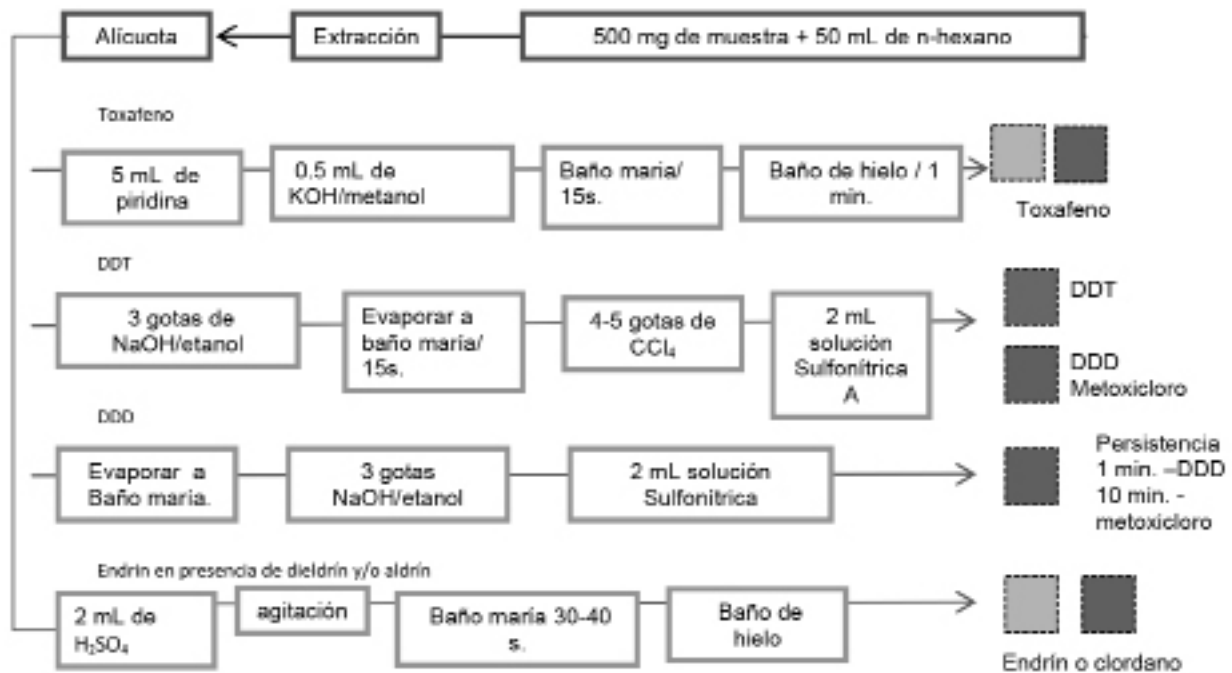 Alícuota
Extracción
500 mg de muestra + 50 mL de n-hexano
Toxafeno
5 mL de
piridina
0.5 mL de
KOH/metanol
Baño maría/
15s.
Baño de hielo / 1
min.
Toxafeno
DDT
3 gotas de
NaOH/etanol
Evaporar a
baño maría/
15s.
4-5 gotas de
CCl₄
2 mL
solución
Sulfonítrica
A
DDT
DDD
Metoxicloro
DDD
Evaporar a
Baño maría.
3 gotas
NaOH/etanol
2 mL solución
Sulfonítrica
Persistencia
1 min. –DDD
10 min. -
metoxicloro
Endrin en presencia de dieldrín y/o aldrín
2 mL de
H₂SO₄
agitación
Baño maría 30-40
s.
Baño de
hielo
Endrín o clordano